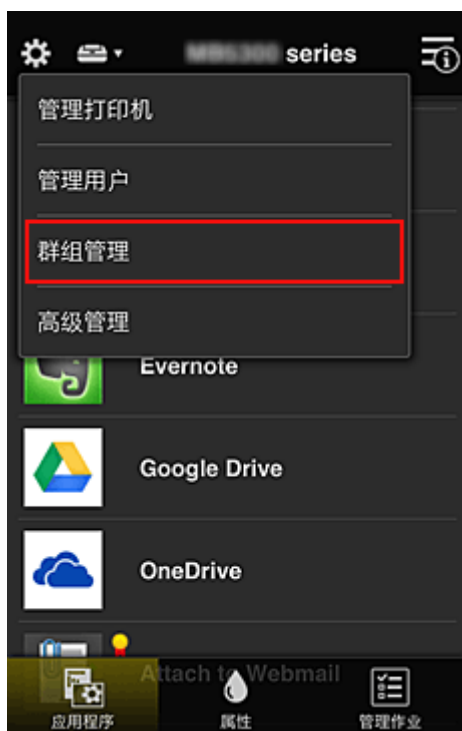 series
管理打印机
管理用户
群组管理
高级管理
Evernote
Google Drive
OneDrive
Attach to Webmail
应用程序
属性
管理作业